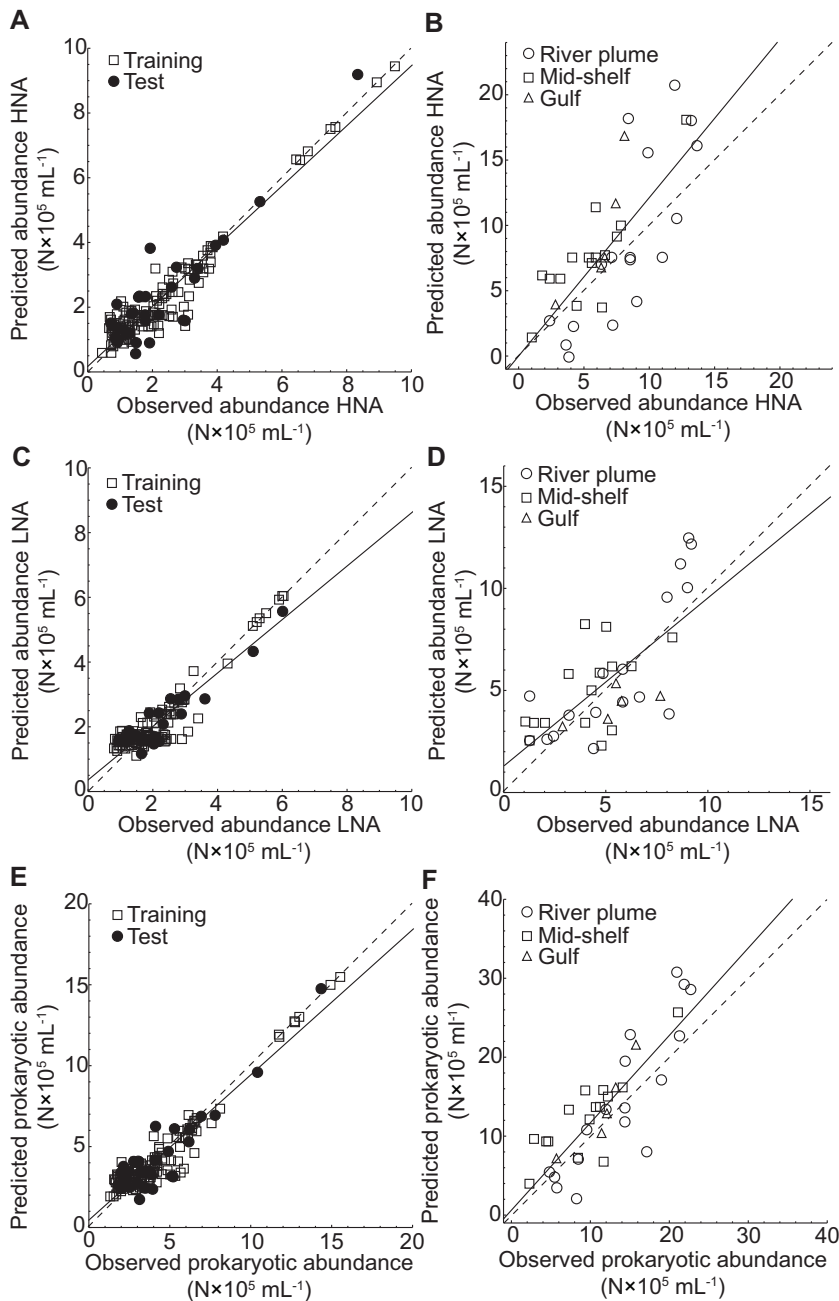 A
10
8
6
4
2
0
0
2
4
6
8
10
Training
Test
Predicted abundance HNA
(N×10⁵ mL⁻¹)
Observed abundance HNA
(N×10⁵ mL⁻¹)
B
20
15
10
5
0
0
5
10
15
20
River plume
Mid-shelf
Gulf
Predicted abundance HNA
(N×10⁵ mL⁻¹)
Observed abundance HNA
(N×10⁵ mL⁻¹)
C
10
8
6
4
2
0
0
2
4
6
8
10
Training
Test
Predicted abundance LNA
(N×10⁵ mL⁻¹)
Observed abundance LNA
(N×10⁵ mL⁻¹)
D
15
10
5
0
0
5
10
15
River plume
Mid-shelf
Gulf
Predicted abundance LNA
(N×10⁵ mL⁻¹)
Observed abundance LNA
(N×10⁵ mL⁻¹)
E
20
15
10
5
0
0
5
10
15
20
Training
Test
Predicted prokaryotic abundance
(N×10⁵ mL⁻¹)
Observed prokaryotic abundance
(N×10⁵ mL⁻¹)
F
40
30
20
10
0
0
10
20
30
40
River plume
Mid-shelf
Gulf
Predicted prokaryotic abundance
(N×10⁵ ml⁻¹)
Observed prokaryotic abundance
(N×10⁵ mL⁻¹)